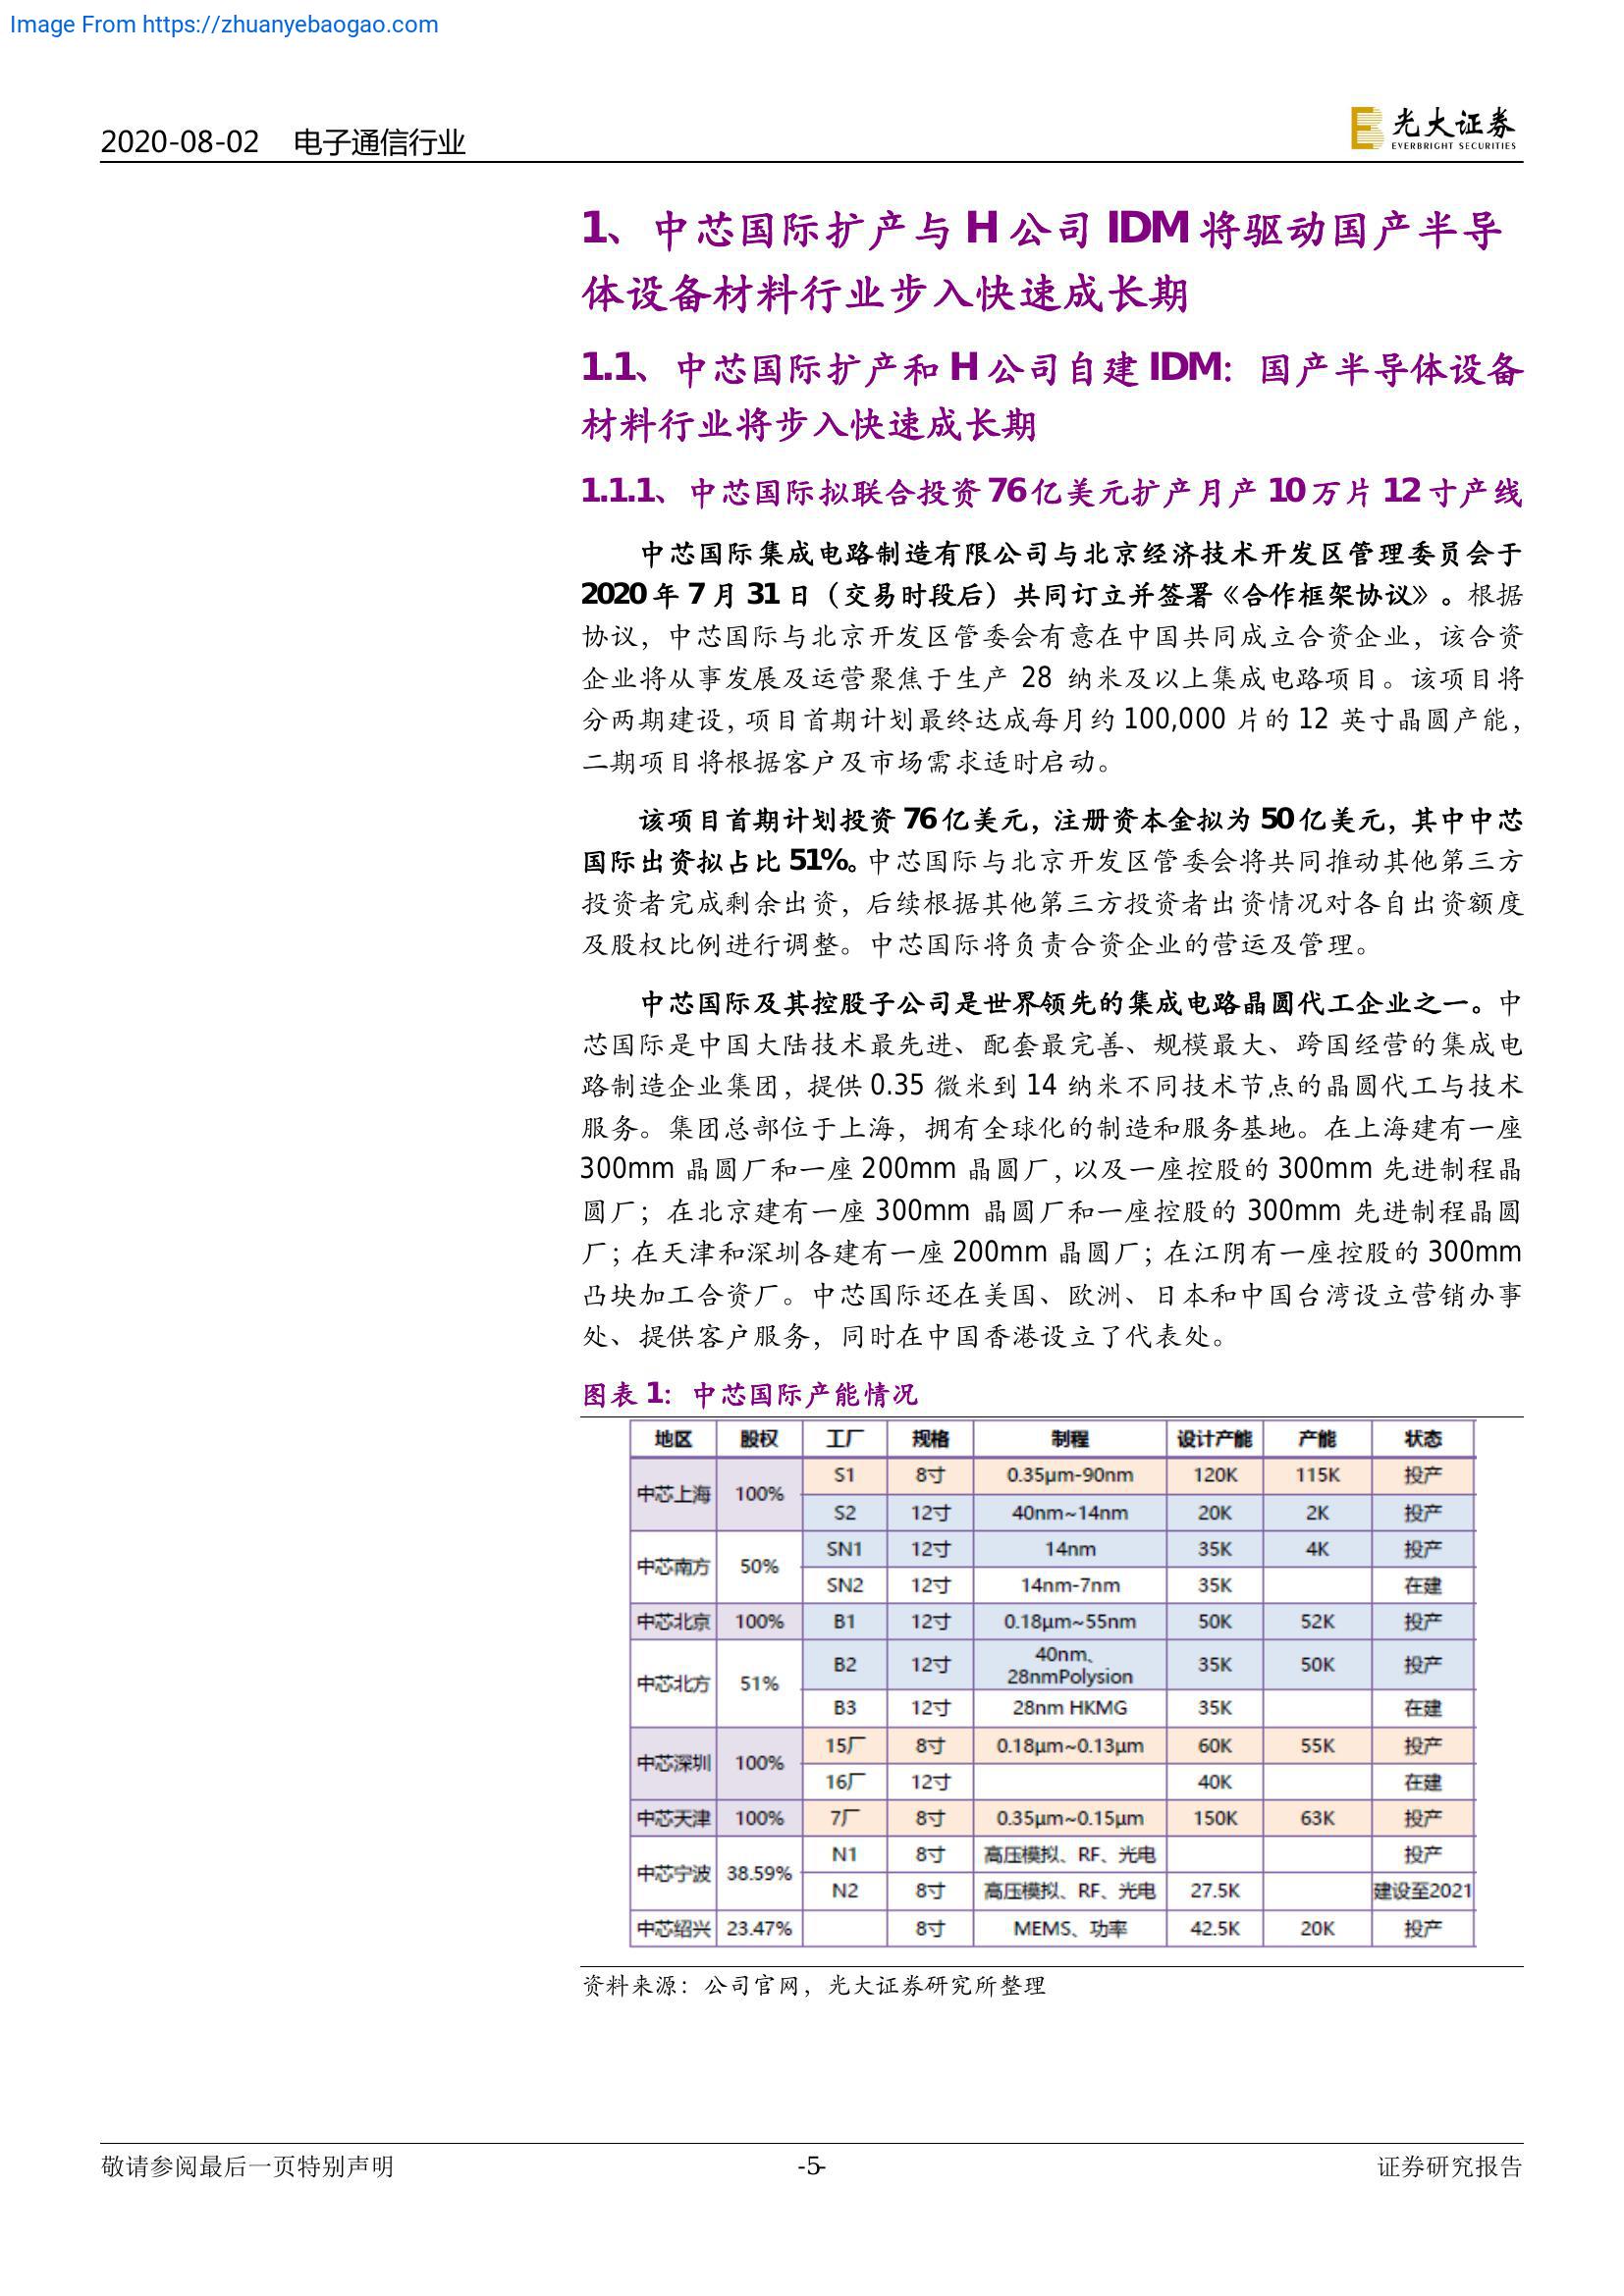 Image From https://zhuanyebaogao.com
2020-08-02 电子通信行业
光大证券
EVERBRIGHT SECURITIES
1、中芯国际扩产与 H 公司 IDM 将驱动国产半导
体设备材料行业步入快速成长期
1.1、中芯国际扩产和 H 公司自建 IDM：国产半导体设备
材料行业将步入快速成长期
1.1.1、中芯国际拟联合投资 76 亿美元扩产月产 10 万片 12 寸产线
中芯国际集成电路制造有限公司与北京经济技术开发区管理委员会于
2020 年 7 月 31 日（交易时段后）共同订立并签署《合作框架协议》。根据
协议，中芯国际与北京开发区管委会有意在中国共同成立合资企业，该合资
企业将从事发展及运营聚焦于生产 28 纳米及以上集成电路项目。该项目将
分两期建设，项目首期计划最终达成每月约 100,000 片的 12 英寸晶圆产能，
二期项目将根据客户及市场需求适时启动。
该项目首期计划投资 76 亿美元，注册资本金拟为 50 亿美元，其中中芯
国际出资拟占比 51%。中芯国际与北京开发区管委会将共同推动其他第三方
投资者完成剩余出资，后续根据其他第三方投资者出资情况对各自出资额度
及股权比例进行调整。中芯国际将负责合资企业的营运及管理。
中芯国际及其控股子公司是世界领先的集成电路晶圆代工企业之一。中
芯国际是中国大陆技术最先进、配套最完善、规模最大、跨国经营的集成电
路制造企业集团，提供 0.35 微米到 14 纳米不同技术节点的晶圆代工与技术
服务。集团总部位于上海，拥有全球化的制造和服务基地。在上海建有一座
300mm 晶圆厂和一座 200mm 晶圆厂，以及一座控股的 300mm 先进制程晶
圆厂；在北京建有一座 300mm 晶圆厂和一座控股的 300mm 先进制程晶圆
厂；在天津和深圳各建有一座 200mm 晶圆厂；在江阴有一座控股的 300mm
凸块加工合资厂。中芯国际还在美国、欧洲、日本和中国台湾设立营销办事
处、提供客户服务，同时在中国香港设立了代表处。
图表 1：中芯国际产能情况
地区 股权 工厂 规格 制程 设计产能 产能 状态
中芯上海 100% S1 8寸 0.35μm-90nm 120K 115K 投产
S2 12寸 40nm~14nm 20K 2K 投产
中芯南方 50% SN1 12寸 14nm 35K 4K 投产
SN2 12寸 14nm-7nm 35K 在建
中芯北京 100% B1 12寸 0.18μm~55nm 50K 52K 投产
中芯北方 51% B2 12寸 40nm、 28nmPolysion 35K 50K 投产
B3 12寸 28nm HKMG 35K 在建
中芯深圳 100% 15厂 8寸 0.18μm~0.13μm 60K 55K 投产
16厂 12寸 40K 在建
中芯天津 100% 7厂 8寸 0.35μm~0.15μm 150K 63K 投产
中芯宁波 38.59% N1 8寸 高压模拟、RF、光电 投产
N2 8寸 高压模拟、RF、光电 27.5K 建设至2021
中芯绍兴 23.47% 8寸 MEMS、功率 42.5K 20K 投产
资料来源：公司官网，光大证券研究所整理
敬请参阅最后一页特别声明 -5- 证券研究报告